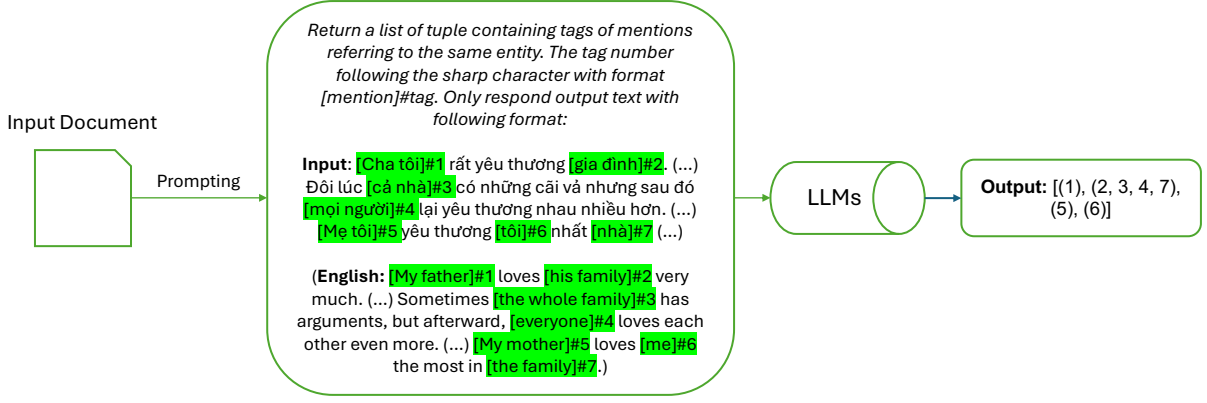 Input Document
Prompting
Return a list of tuple containing tags of mentions
referring to the same entity. The tag number
following the sharp character with format
[mention]#tag. Only respond output text with
following format:
Input: [Cha tôi]#1 rất yêu thương [gia đình]#2. (...)
Đôi lúc [cả nhà]#3 có những cãi vả nhưng sau đó
[mọi người]#4 lại yêu thương nhau nhiều hơn. (...)
[Mẹ tôi]#5 yêu thương [tôi]#6 nhất [nhà]#7 (...)
(English: [My father]#1 loves [his family]#2 very
much. (...) Sometimes [the whole family]#3 has
arguments, but afterward, [everyone]#4 loves each
other even more. (...) [My mother]#5 loves [me]#6
the most in [the family]#7.)
LLMs
Output: [(1), (2, 3, 4, 7),
(5), (6)]